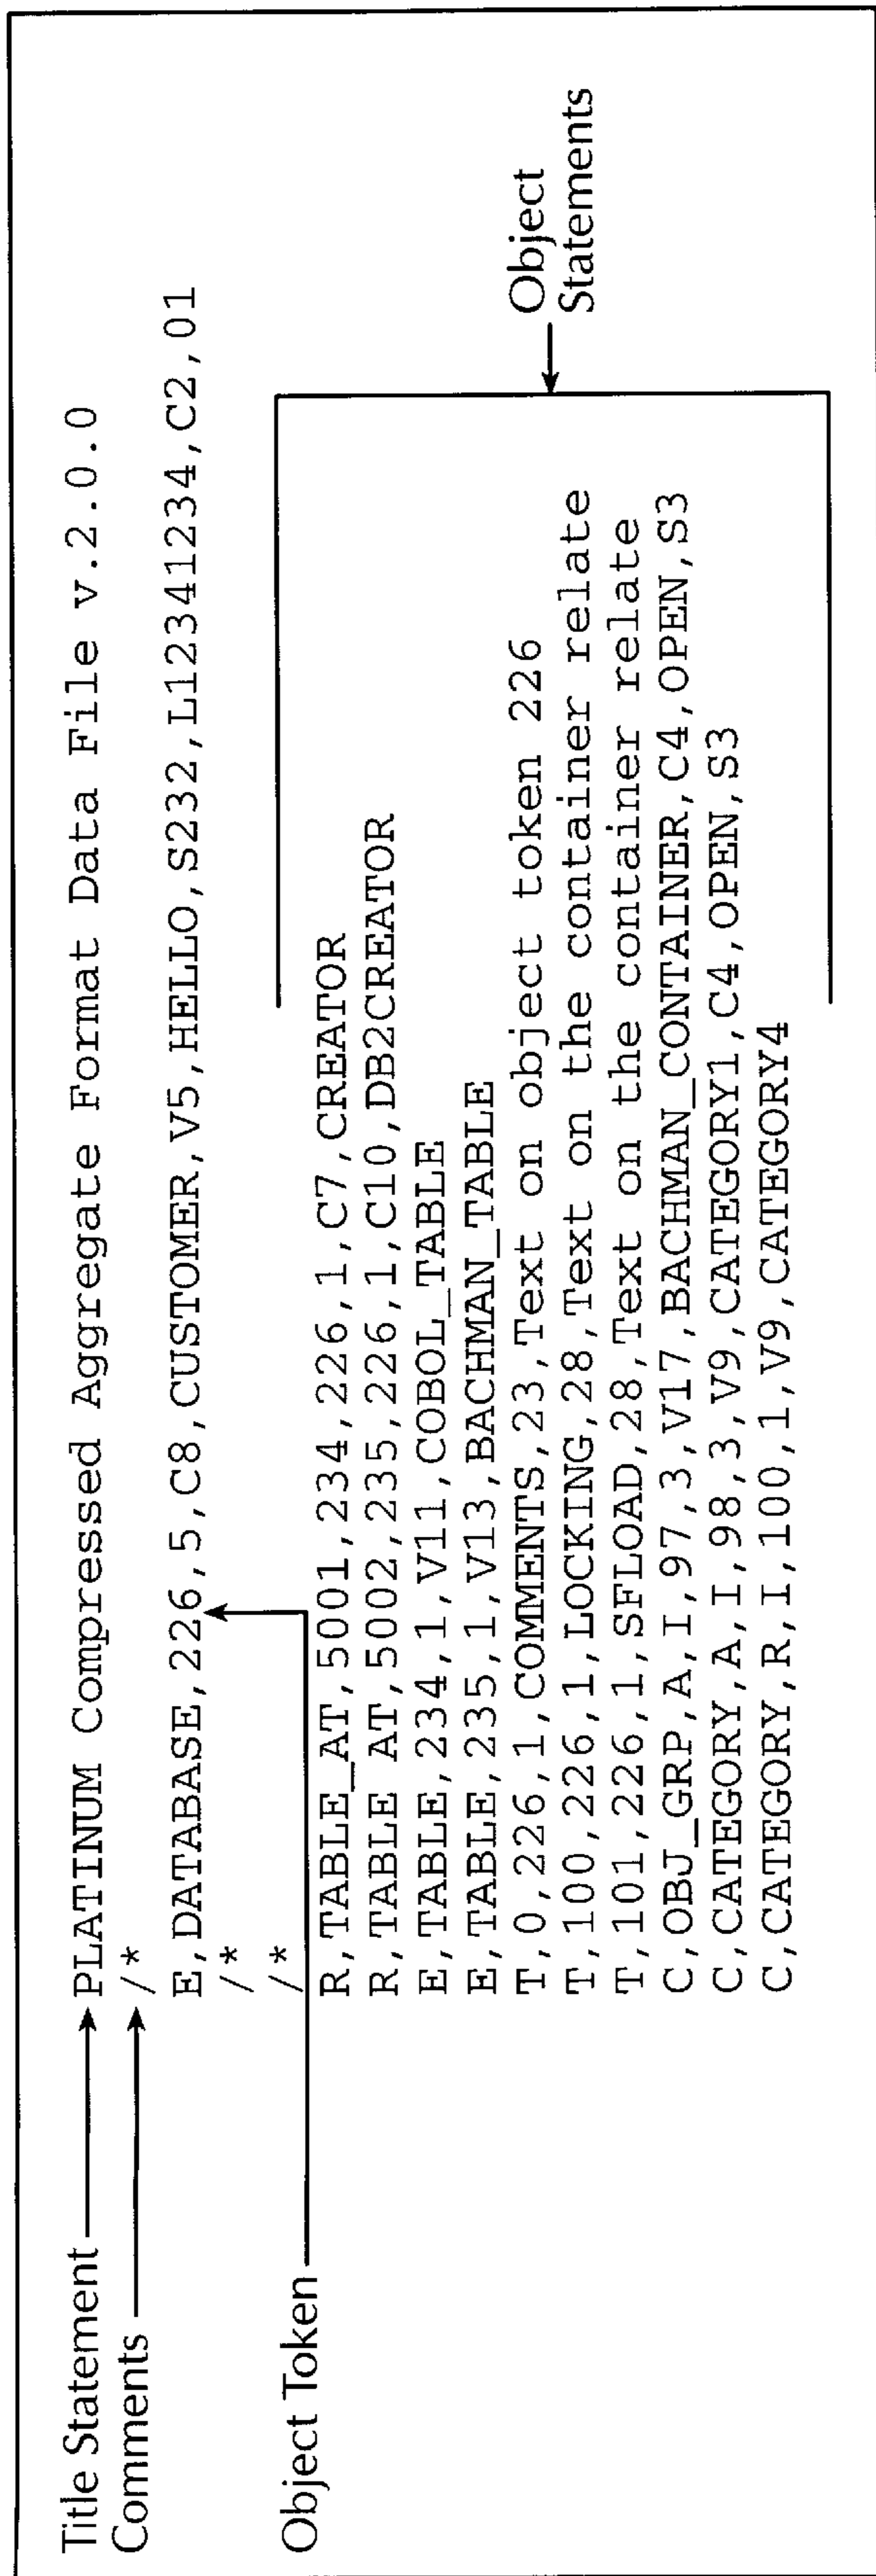 Title Statement PLATINUM Compressed Aggregate Format Data File v.2.0.0
Comments /*
E,DATABASE,226,5,C8,CUSTOMER,V5,HELLO,S232,L12341234,C2,01
/*
/*
Object Token
R,TABLE_AT,5001,234,226,1,C7,CREATOR
R,TABLE AT,5002,235,226,1,C10,DB2CREATOR
E,TABLE,234,1,V11,COBOL_TABLE
E,TABLE,235,1,V13,BACHMAN_TABLE
T,0,226,1,COMMENTS,23,Text on object token 226
T,100,226,1,LOCKING,28,Text on the container relate
T,101,226,1,SFLOAD,28,Text on the container relate
C,OBJ_GRP,A,I,97,3,V17,BACHMAN_CONTAINER,C4,OPEN,S3
C,CATEGORY,A,I,98,3,V9,CATEGORY1,C4,OPEN,S3
C,CATEGORY,R,I,100,1,V9,CATEGORY4
Object
Statements